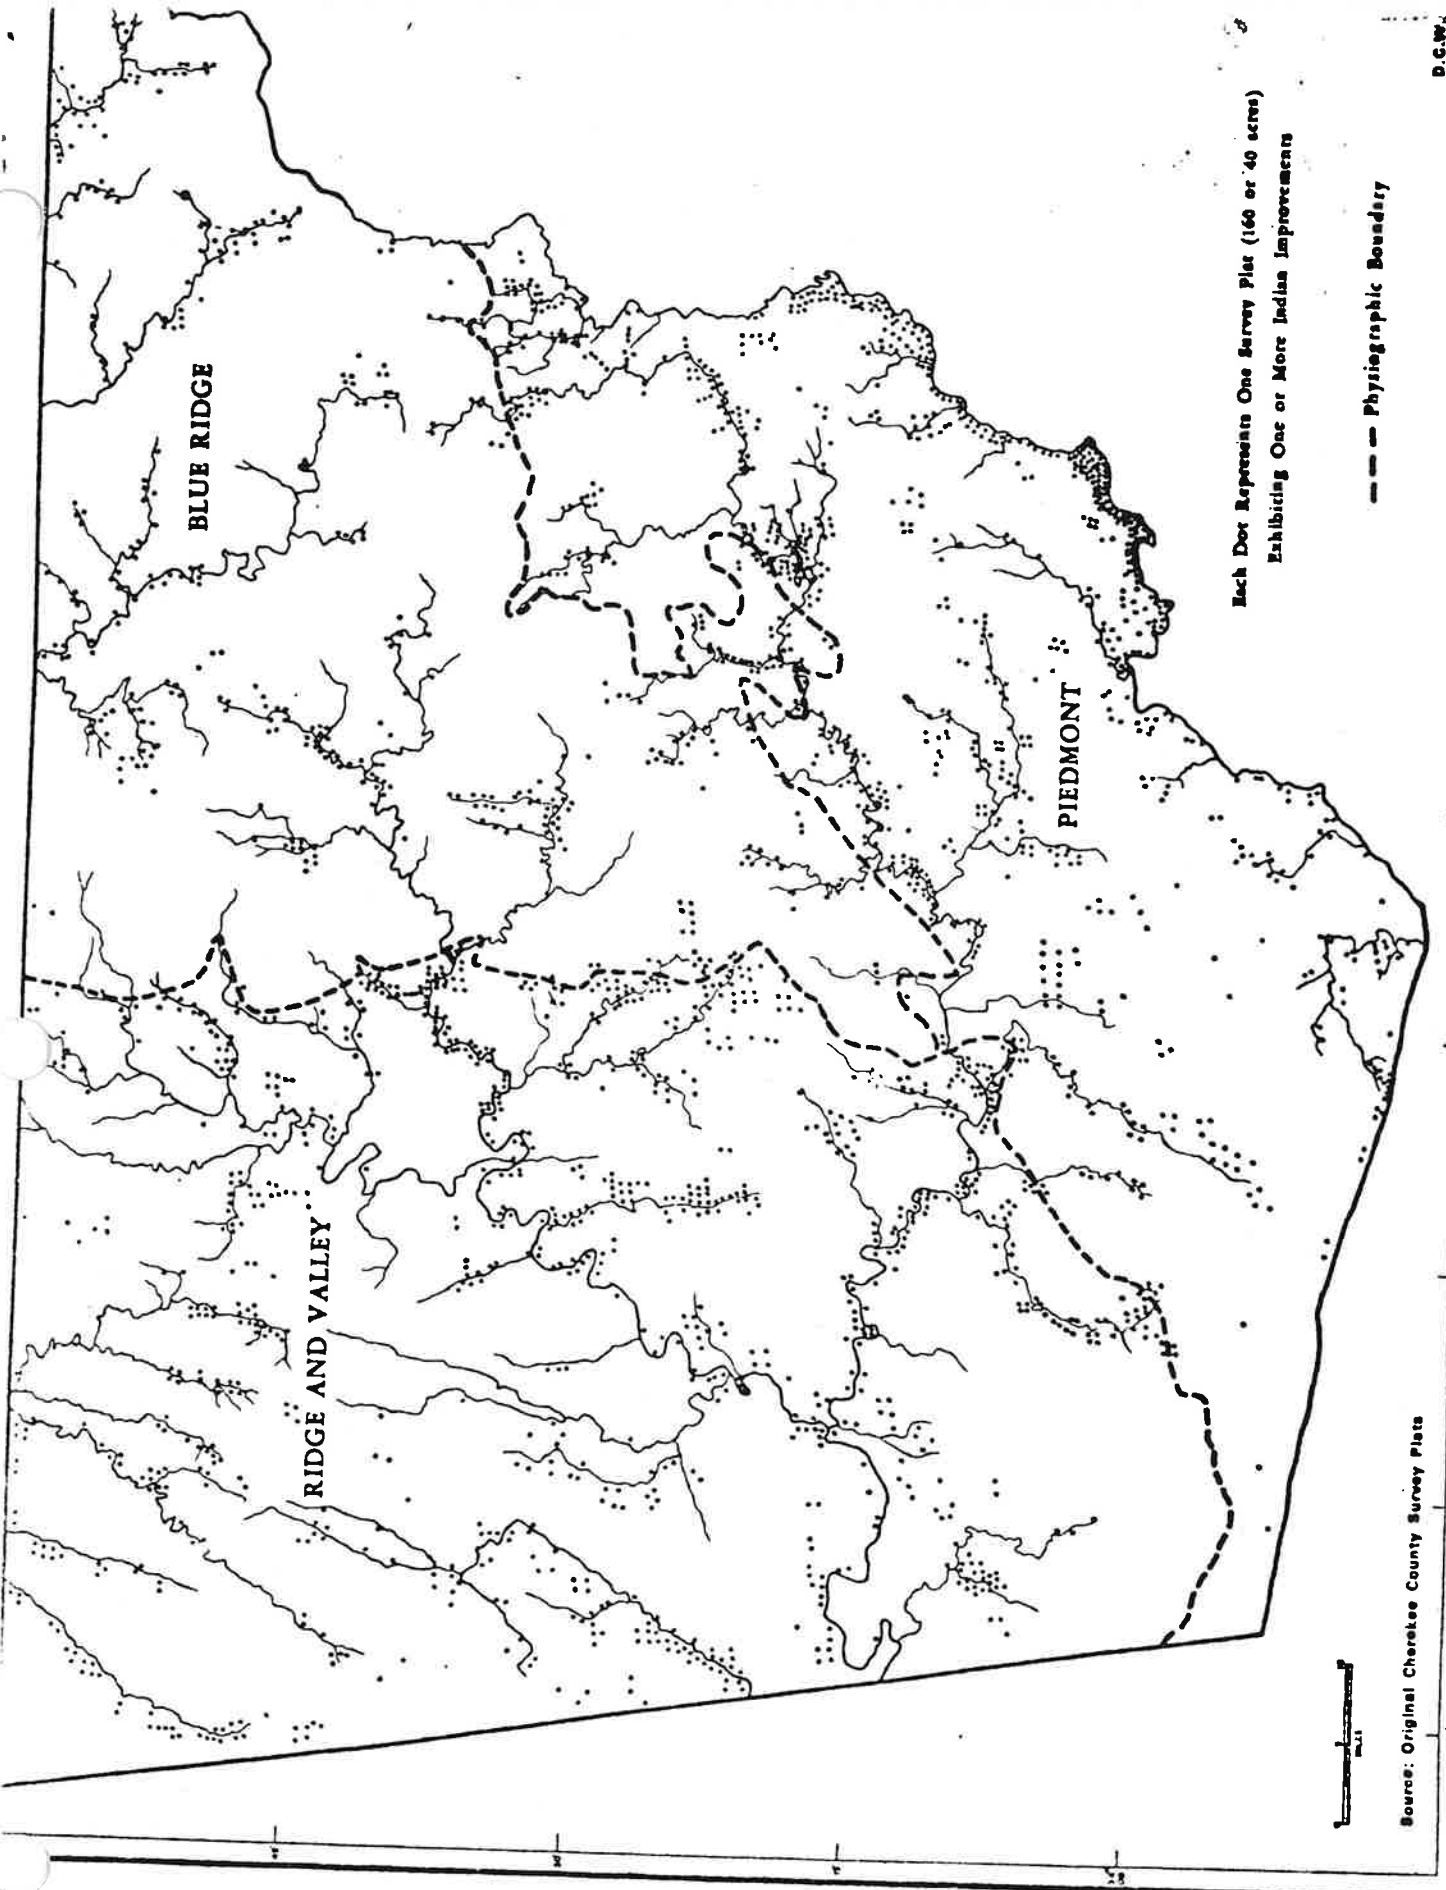 BLUE RIDGE
RIDGE AND VALLEY
PIEDMONT
Each Dot Represents One Survey Plat (160 or 40 acres)
Exhibiting One or More Indian Improvements
Physiographic Boundary
Source: Original Cherokee County Survey Plats
D.C.W.